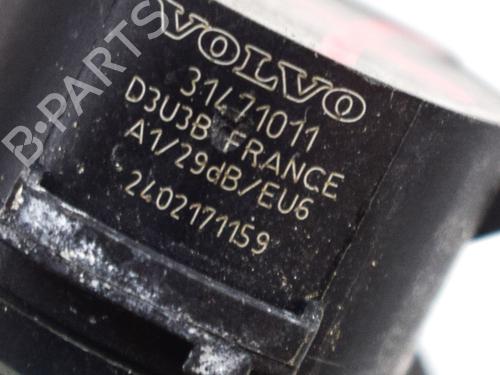 VOLVO
31471011
D3U3B FRANCE
A1/29dB/EU6
2402171159
B-PARTS